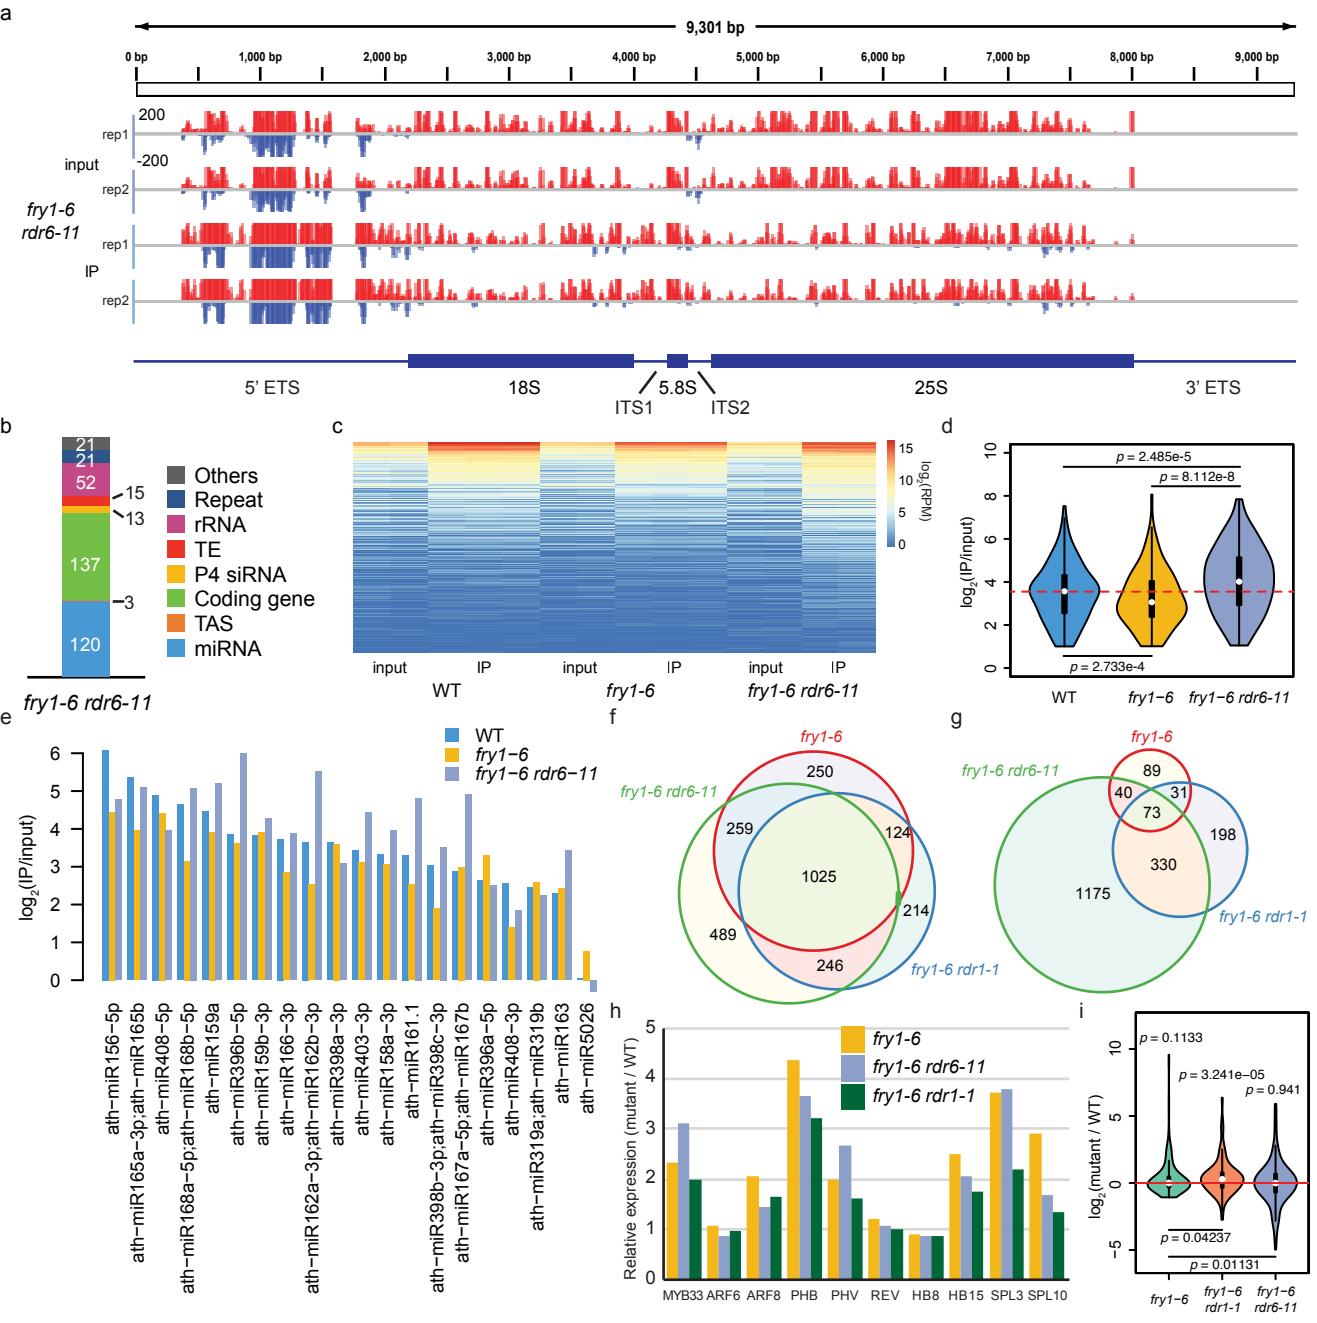 a
9,301 bp
0 bp 1,000 bp 2,000 bp 3,000 bp 4,000 bp 5,000 bp 6,000 bp 7,000 bp 8,000 bp 9,000 bp
200
rep1
-200
input
rep2
fry1-6
rdr6-11
rep1
IP
rep2
5’ ETS 18S 5.8S 25S 3’ ETS
ITS1 ITS2
b
21
21
52
15
13
137
3
120
fry1-6 rdr6-11
Others
Repeat
rRNA
TE
P4 siRNA
Coding gene
TAS
miRNA
c
15
10
5
0
log2(RPM)
input IP input IP input IP
WT fry1-6 fry1-6 rdr6-11
d
10
8
6
4
2
0
log2(IP/input)
p = 2.485e-5
p = 8.112e-8
p = 2.733e-4
WT fry1−6 fry1−6 rdr6-11
e
WT
fry1−6
fry1−6 rdr6−11
6
5
4
3
2
1
0
log2(IP/input)
ath−miR156−5p
ath−miR165a−3p;ath−miR165b
ath−miR408−5p
ath−miR168a−5p;ath−miR168b−5p
ath−miR159a
ath−miR396b−5p
ath−miR159b−3p
ath−miR166−3p
ath−miR162a−3p;ath−miR162b−3p
ath−miR398a−3p
ath−miR403−3p
ath−miR158a−3p
ath−miR161.1
ath−miR398b−3p;ath−miR398c−3p
ath−miR167a−5p;ath−miR167b
ath−miR396a−5p
ath−miR408−3p
ath−miR319a;ath−miR319b
ath−miR163
ath−miR5026
f
fry1-6
250
fry1-6 rdr6-11
259
124
1025
214
489
246
fry1-6 rdr1-1
g
fry1-6
fry1-6 rdr6-11
89
40
31
73
198
330
1175
fry1-6 rdr1-1
h
5
4
3
2
1
0
Relative expression (mutant / WT)
fry1-6
fry1-6 rdr6-11
fry1-6 rdr1-1
MYB33 ARF6 ARF8 PHB PHV REV HB8 HB15 SPL3 SPL10
i
10
5
0
−5
log2(mutant / WT)
p = 0.1133
p = 3.241e−05
p = 0.941
p = 0.04237
p = 0.01131
fry1−6 fry1−6 fry1−6
rdr1-1 rdr6-11